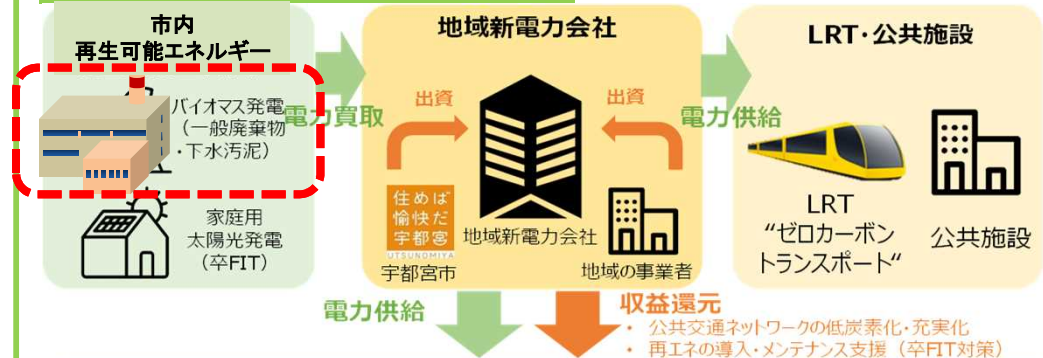 市内
再生可能エネルギー
バイオマス発電
（一般廃棄物
・下水汚泥）
家庭用
太陽光発電
（卒FIT）
電力買取
地域新電力会社
出資
出資
住めば
愉快だ
宇都宮
UTSUNOMIYA
宇都宮市
地域新電力会社
地域の事業者
電力供給
LRT・公共施設
LRT
“ゼロカーボン
トランスポート“
公共施設
電力供給
収益還元
• 公共交通ネットワークの低炭素化・充実化
• 再エネの導入・メンテナンス支援（卒FIT対策）